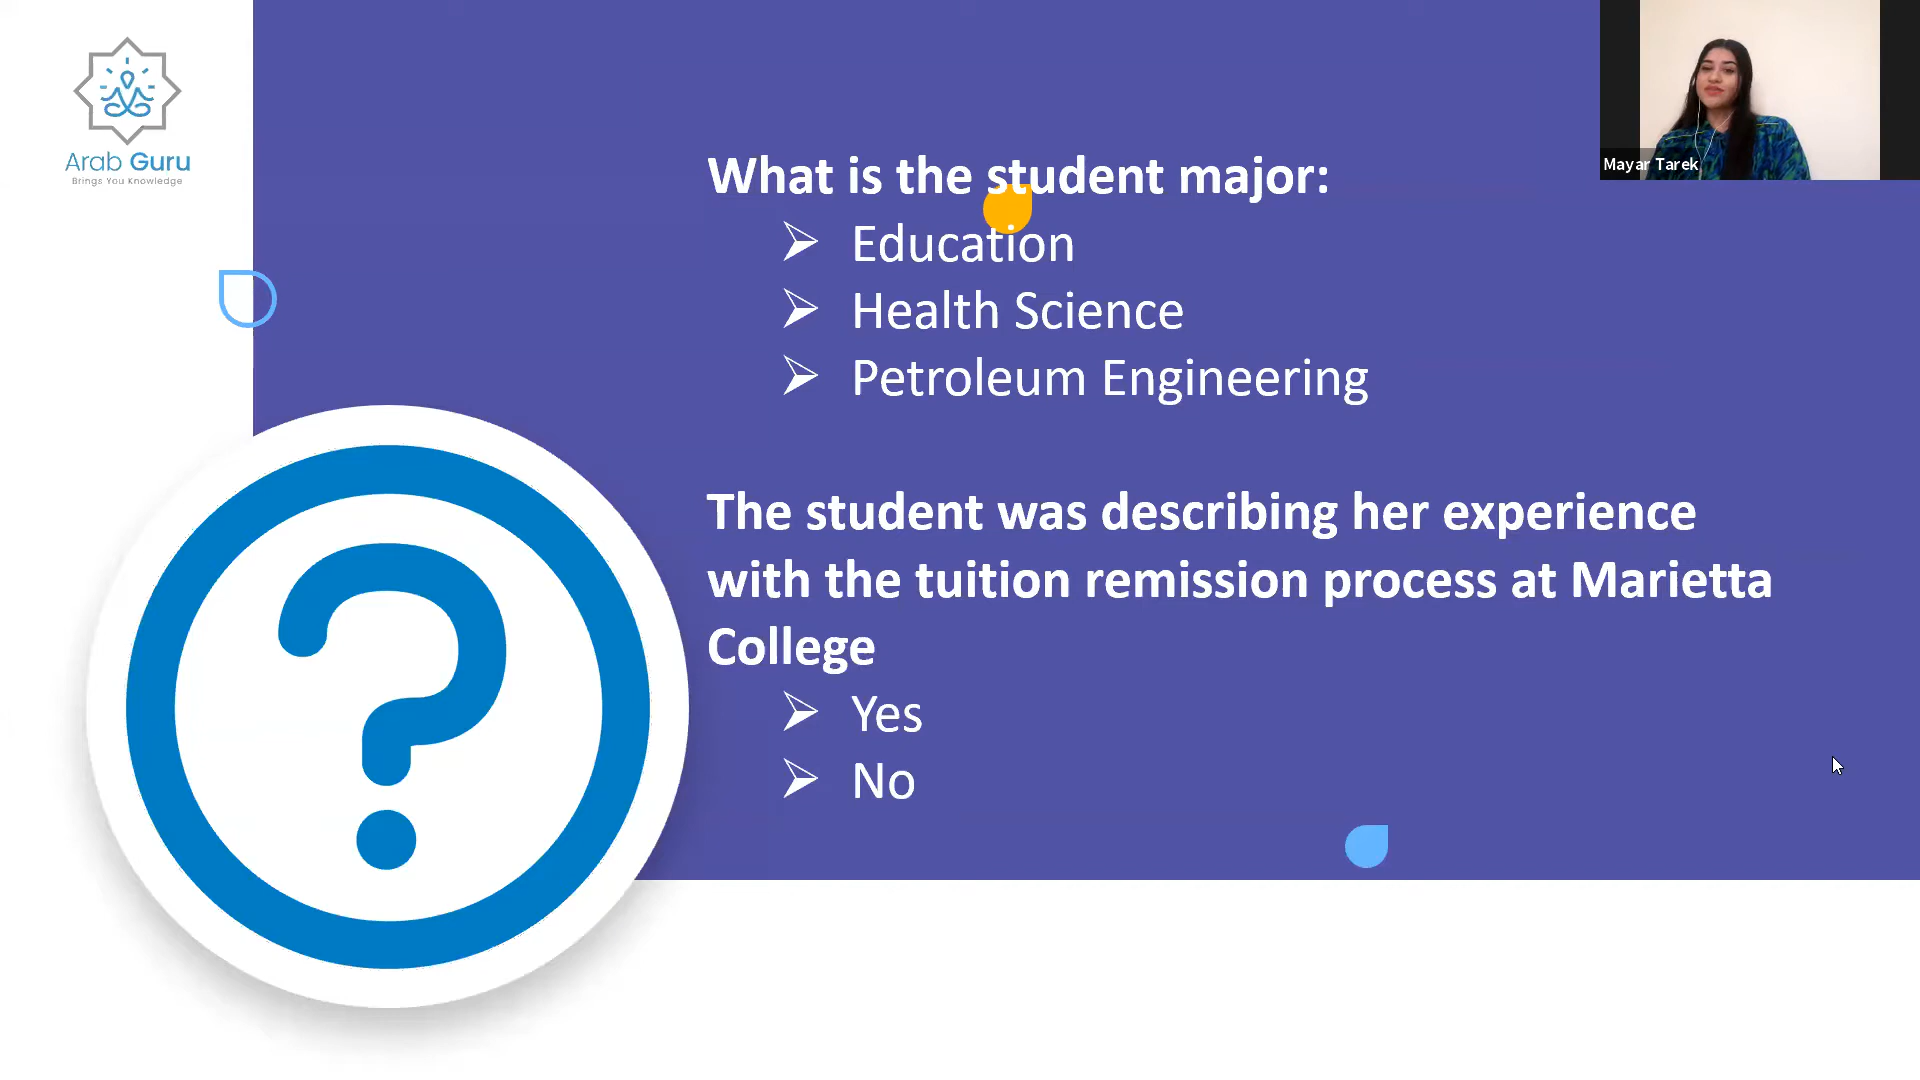 Arab Guru
Brings You Knowledge
Mayar Tarek
What is the student major:
Education
Health Science
Petroleum Engineering
The student was describing her experience
with the tuition remission process at Marietta
College
Yes
No